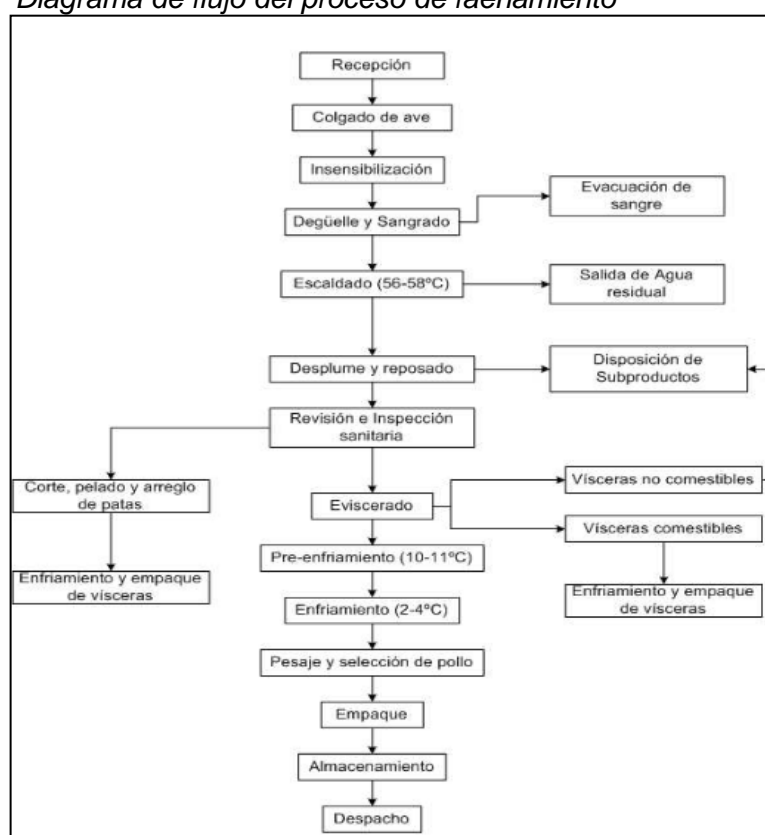 Diagrama de flujo del proceso de faenamiento
Recepción
Colgado de ave
Insensibilización
Degüelle y Sangrado
Evacuación de
sangre
Escaldado (56-58ºC)
Salida de Agua
residual
Desplume y reposado
Disposición de
Subproductos
Revisión e Inspección
sanitaria
Corte, pelado y arreglo
de patas
Enfriamiento y empaque
de vísceras
Eviscerado
Vísceras no comestibles
Vísceras comestibles
Enfriamiento y empaque
de vísceras
Pre-enfriamiento (10-11ºC)
Enfriamiento (2-4ºC)
Pesaje y selección de pollo
Empaque
Almacenamiento
Despacho